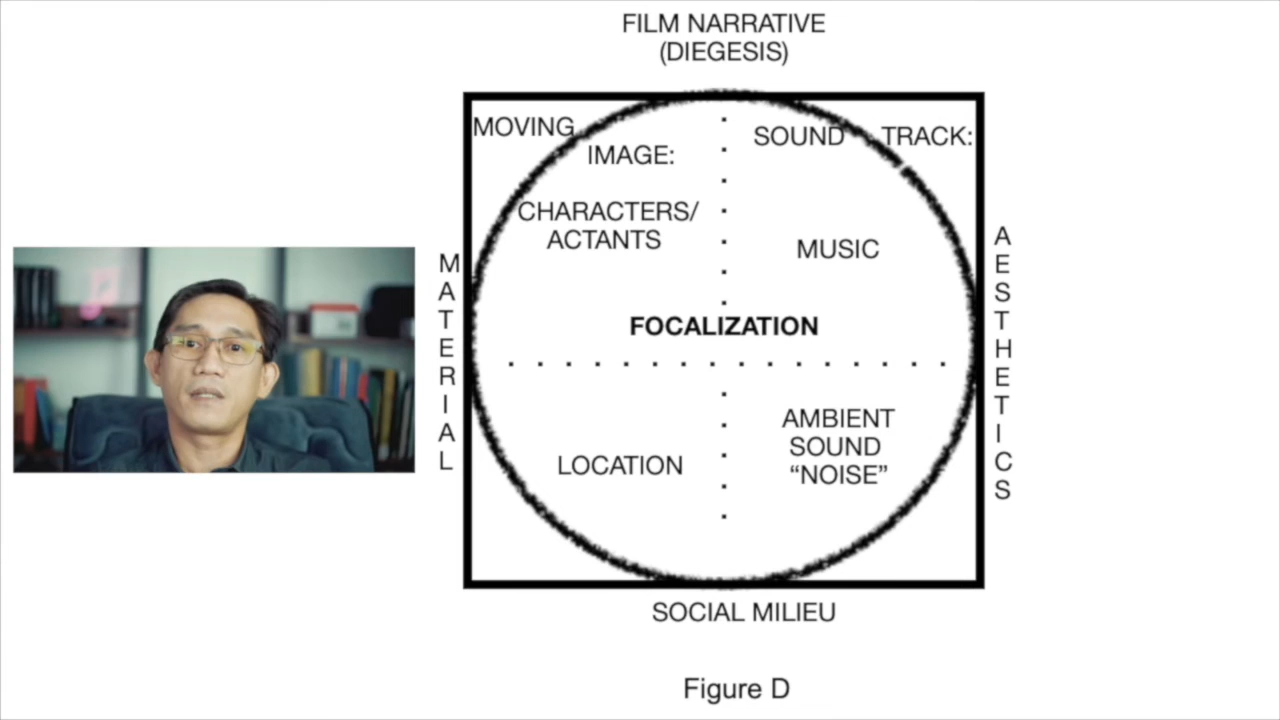 FILM NARRATIVE
(DIEGESIS)
MOVING
IMAGE:
SOUND TRACK:
CHARACTERS/
ACTANTS
MUSIC
MATERIAL
AESTHETICS
FOCALIZATION
LOCATION
AMBIENT
SOUND
“NOISE”
SOCIAL MILIEU
Figure D